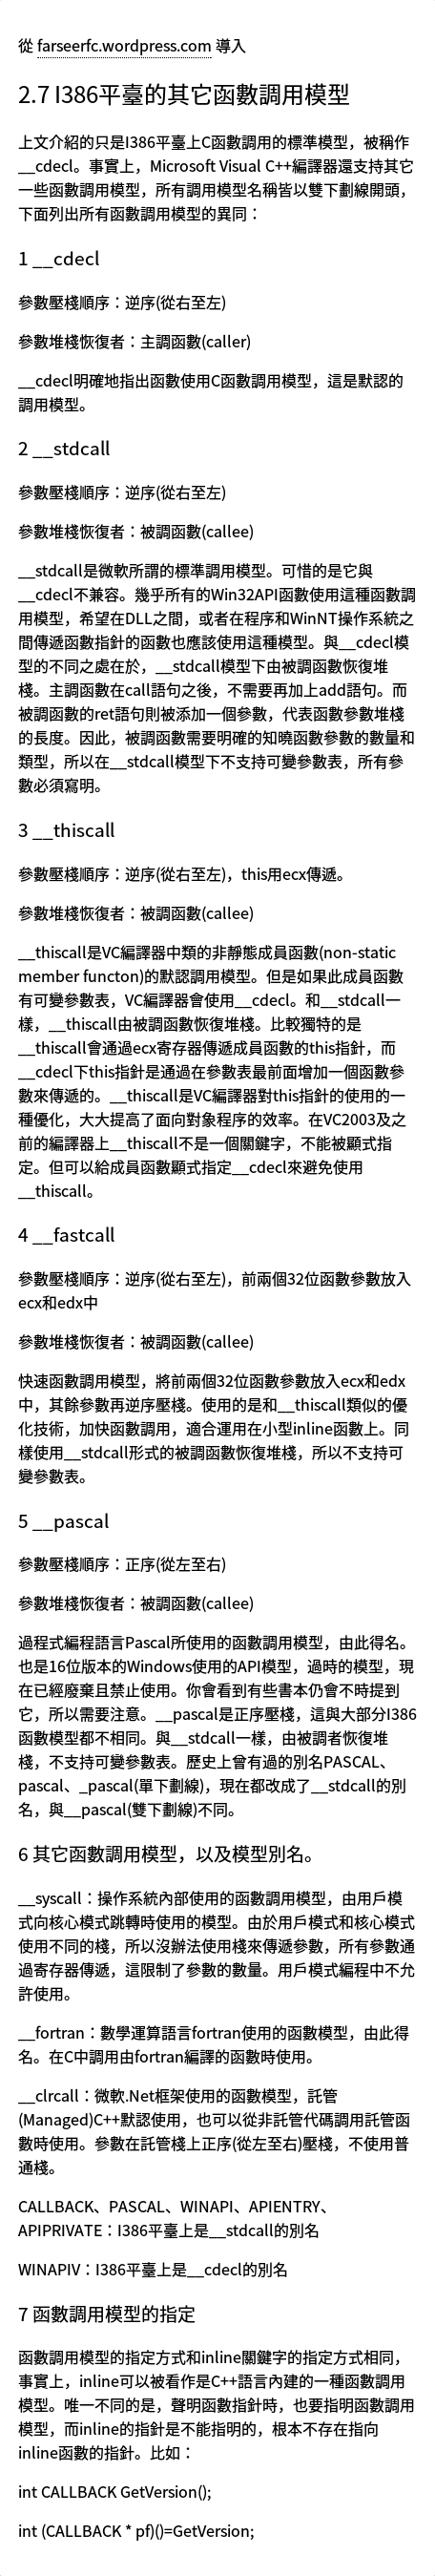 從 farseerfc.wordpress.com 導入
2.7 I386平臺的其它函數調用模型
上文介紹的只是I386平臺上C函數調用的標準模型，被稱作
__cdecl。事實上，Microsoft Visual C++編譯器還支持其它
一些函數調用模型，所有調用模型名稱皆以雙下劃線開頭，
下面列出所有函數調用模型的異同：
1 __cdecl
參數壓棧順序：逆序(從右至左)
參數堆棧恢復者：主調函數(caller)
__cdecl明確地指出函數使用C函數調用模型，這是默認的
調用模型。
2 __stdcall
參數壓棧順序：逆序(從右至左)
參數堆棧恢復者：被調函數(callee)
__stdcall是微軟所謂的標準調用模型。可惜的是它與
__cdecl不兼容。幾乎所有的Win32API函數使用這種函數調
用模型，希望在DLL之間，或者在程序和WinNT操作系統之
間傳遞函數指針的函數也應該使用這種模型。與__cdecl模
型的不同之處在於，__stdcall模型下由被調函數恢復堆
棧。主調函數在call語句之後，不需要再加上add語句。而
被調函數的ret語句則被添加一個參數，代表函數參數堆棧
的長度。因此，被調函數需要明確的知曉函數參數的數量和
類型，所以在__stdcall模型下不支持可變參數表，所有參
數必須寫明。
3 __thiscall
參數壓棧順序：逆序(從右至左)，this用ecx傳遞。
參數堆棧恢復者：被調函數(callee)
__thiscall是VC編譯器中類的非靜態成員函數(non-static
member functon)的默認調用模型。但是如果此成員函數
有可變參數表，VC編譯器會使用__cdecl。和__stdcall一
樣，__thiscall由被調函數恢復堆棧。比較獨特的是
__thiscall會通過ecx寄存器傳遞成員函數的this指針，而
__cdecl下this指針是通過在參數表最前面增加一個函數參
數來傳遞的。__thiscall是VC編譯器對this指針的使用的一
種優化，大大提高了面向對象程序的效率。在VC2003及之
前的編譯器上__thiscall不是一個關鍵字，不能被顯式指
定。但可以給成員函數顯式指定__cdecl來避免使用
__thiscall。
4 __fastcall
參數壓棧順序：逆序(從右至左)，前兩個32位函數參數放入
ecx和edx中
參數堆棧恢復者：被調函數(callee)
快速函數調用模型，將前兩個32位函數參數放入ecx和edx
中，其餘參數再逆序壓棧。使用的是和__thiscall類似的優
化技術，加快函數調用，適合運用在小型inline函數上。同
樣使用__stdcall形式的被調函數恢復堆棧，所以不支持可
變參數表。
5 __pascal
參數壓棧順序：正序(從左至右)
參數堆棧恢復者：被調函數(callee)
過程式編程語言Pascal所使用的函數調用模型，由此得名。
也是16位版本的Windows使用的API模型，過時的模型，現
在已經廢棄且禁止使用。你會看到有些書本仍會不時提到
它，所以需要注意。__pascal是正序壓棧，這與大部分I386
函數模型都不相同。與__stdcall一樣，由被調者恢復堆
棧，不支持可變參數表。歷史上曾有過的別名PASCAL、
pascal、_pascal(單下劃線)，現在都改成了__stdcall的別
名，與__pascal(雙下劃線)不同。
6 其它函數調用模型，以及模型別名。
__syscall：操作系統內部使用的函數調用模型，由用戶模
式向核心模式跳轉時使用的模型。由於用戶模式和核心模式
使用不同的棧，所以沒辦法使用棧來傳遞參數，所有參數通
過寄存器傳遞，這限制了參數的數量。用戶模式編程中不允
許使用。
__fortran：數學運算語言fortran使用的函數模型，由此得
名。在C中調用由fortran編譯的函數時使用。
__clrcall：微軟.Net框架使用的函數模型，託管
(Managed)C++默認使用，也可以從非託管代碼調用託管函
數時使用。參數在託管棧上正序(從左至右)壓棧，不使用普
通棧。
CALLBACK、PASCAL、WINAPI、APIENTRY、
APIPRIVATE：I386平臺上是__stdcall的別名
WINAPIV：I386平臺上是__cdecl的別名
7 函數調用模型的指定
函數調用模型的指定方式和inline關鍵字的指定方式相同，
事實上，inline可以被看作是C++語言內建的一種函數調用
模型。唯一不同的是，聲明函數指針時，也要指明函數調用
模型，而inline的指針是不能指明的，根本不存在指向
inline函數的指針。比如：
int CALLBACK GetVersion();
int (CALLBACK * pf)()=GetVersion;